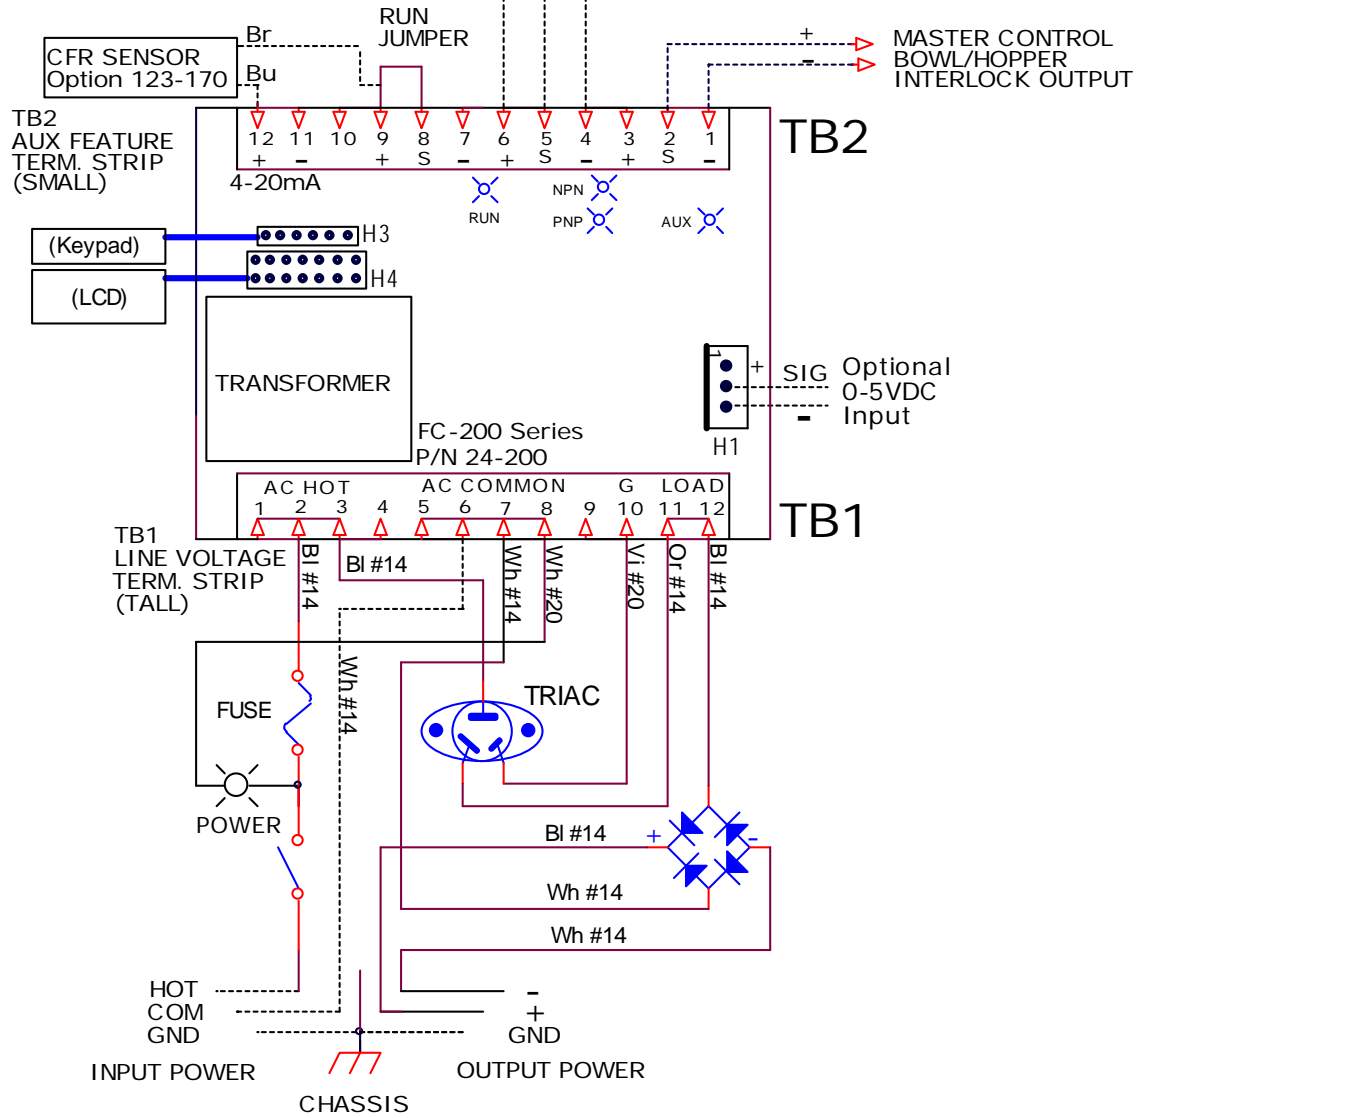 RUN
JUMPER
Br
CFR SENSOR
Option 123-170
Bu
+
-
MASTER CONTROL
BOWL/HOPPER
INTERLOCK OUTPUT
TB2
AUX FEATURE
TERM. STRIP
(SMALL)
12 11 10 9 8 7 6 5 4 3 2 1
+ - + S - + S - + S -
TB2
4-20mA
RUN
NPN
PNP
AUX
(Keypad)
H3
(LCD)
H4
TRANSFORMER
1
+
SIG
-
Optional
0-5VDC
Input
H1
FC-200 Series
P/N 24-200
AC HOT AC COMMON G LOAD
1 2 3 4 5 6 7 8 9 10 11 12
TB1
TB1
LINE VOLTAGE
TERM. STRIP
(TALL)
Bl #14
Bl #14
Wh #14
Wh #14
Wh #20
Vi #20
Or #14
Bl #14
FUSE
TRIAC
POWER
Bl #14
+
-
Wh #14
Wh #14
HOT
COM
GND
-
+
GND
INPUT POWER
OUTPUT POWER
CHASSIS